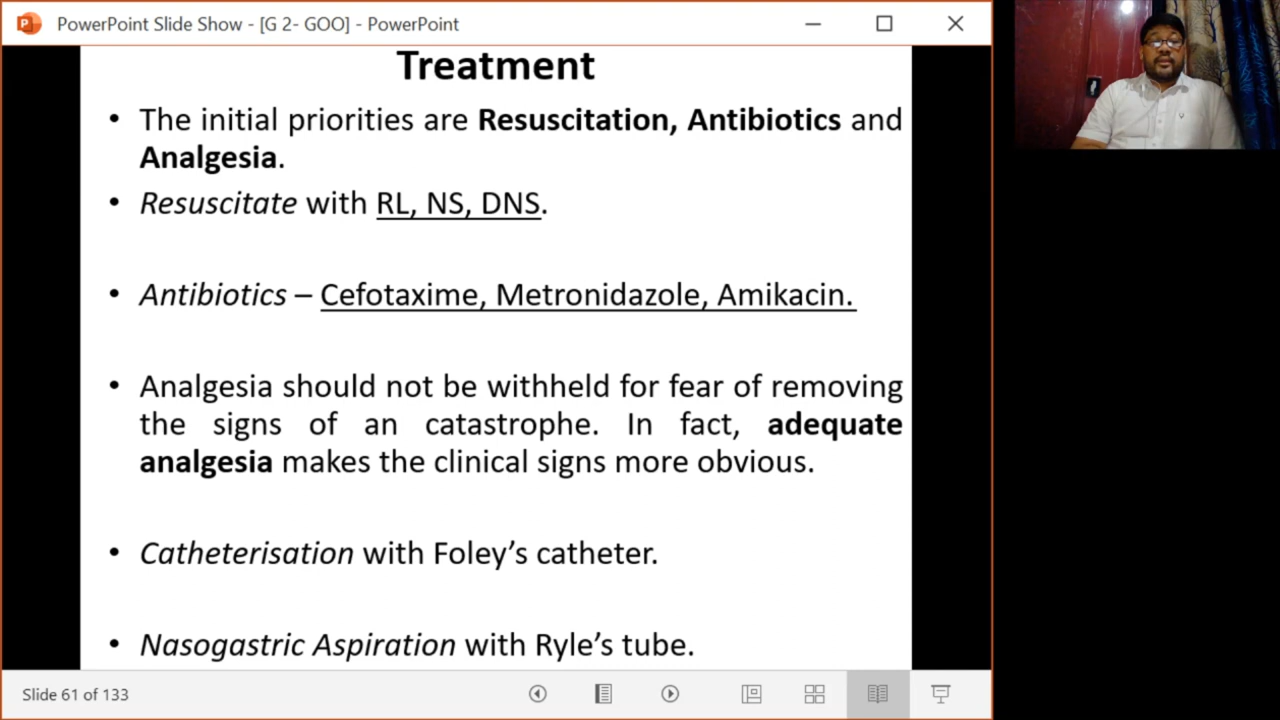 PowerPoint Slide Show - [G 2- GOO] - PowerPoint
Treatment
• The initial priorities are Resuscitation, Antibiotics and
Analgesia.
• Resuscitate with RL, NS, DNS.
• Antibiotics – Cefotaxime, Metronidazole, Amikacin.
• Analgesia should not be withheld for fear of removing
the signs of an catastrophe. In fact, adequate
analgesia makes the clinical signs more obvious.
• Catheterisation with Foley’s catheter.
• Nasogastric Aspiration with Ryle’s tube.
Slide 61 of 133